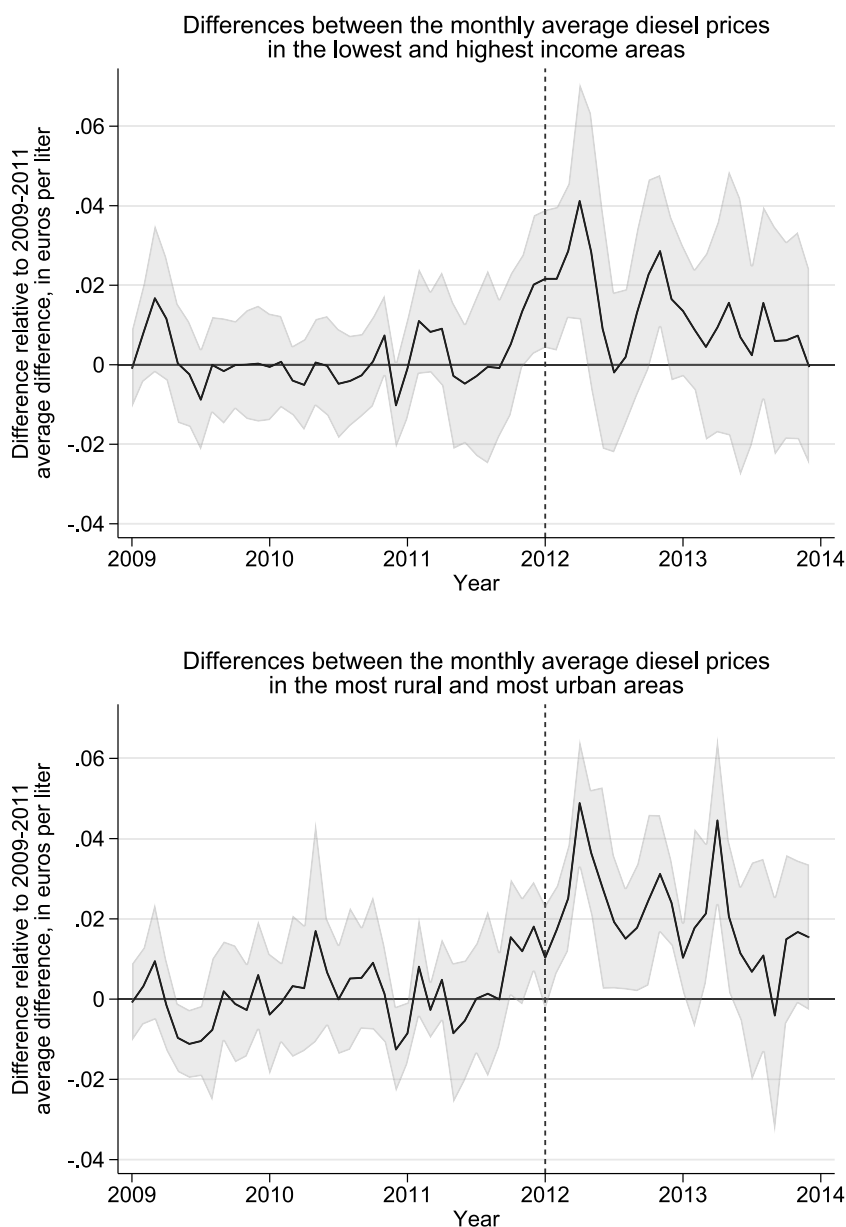 Differences between the monthly average diesel prices
in the lowest and highest income areas
Difference relative to 2009-2011
average difference, in euros per liter
.06
.04
.02
0
-.02
-.04
2009 2010 2011 2012 2013 2014
Year
Differences between the monthly average diesel prices
in the most rural and most urban areas
Difference relative to 2009-2011
average difference, in euros per liter
.06
.04
.02
0
-.02
-.04
2009 2010 2011 2012 2013 2014
Year